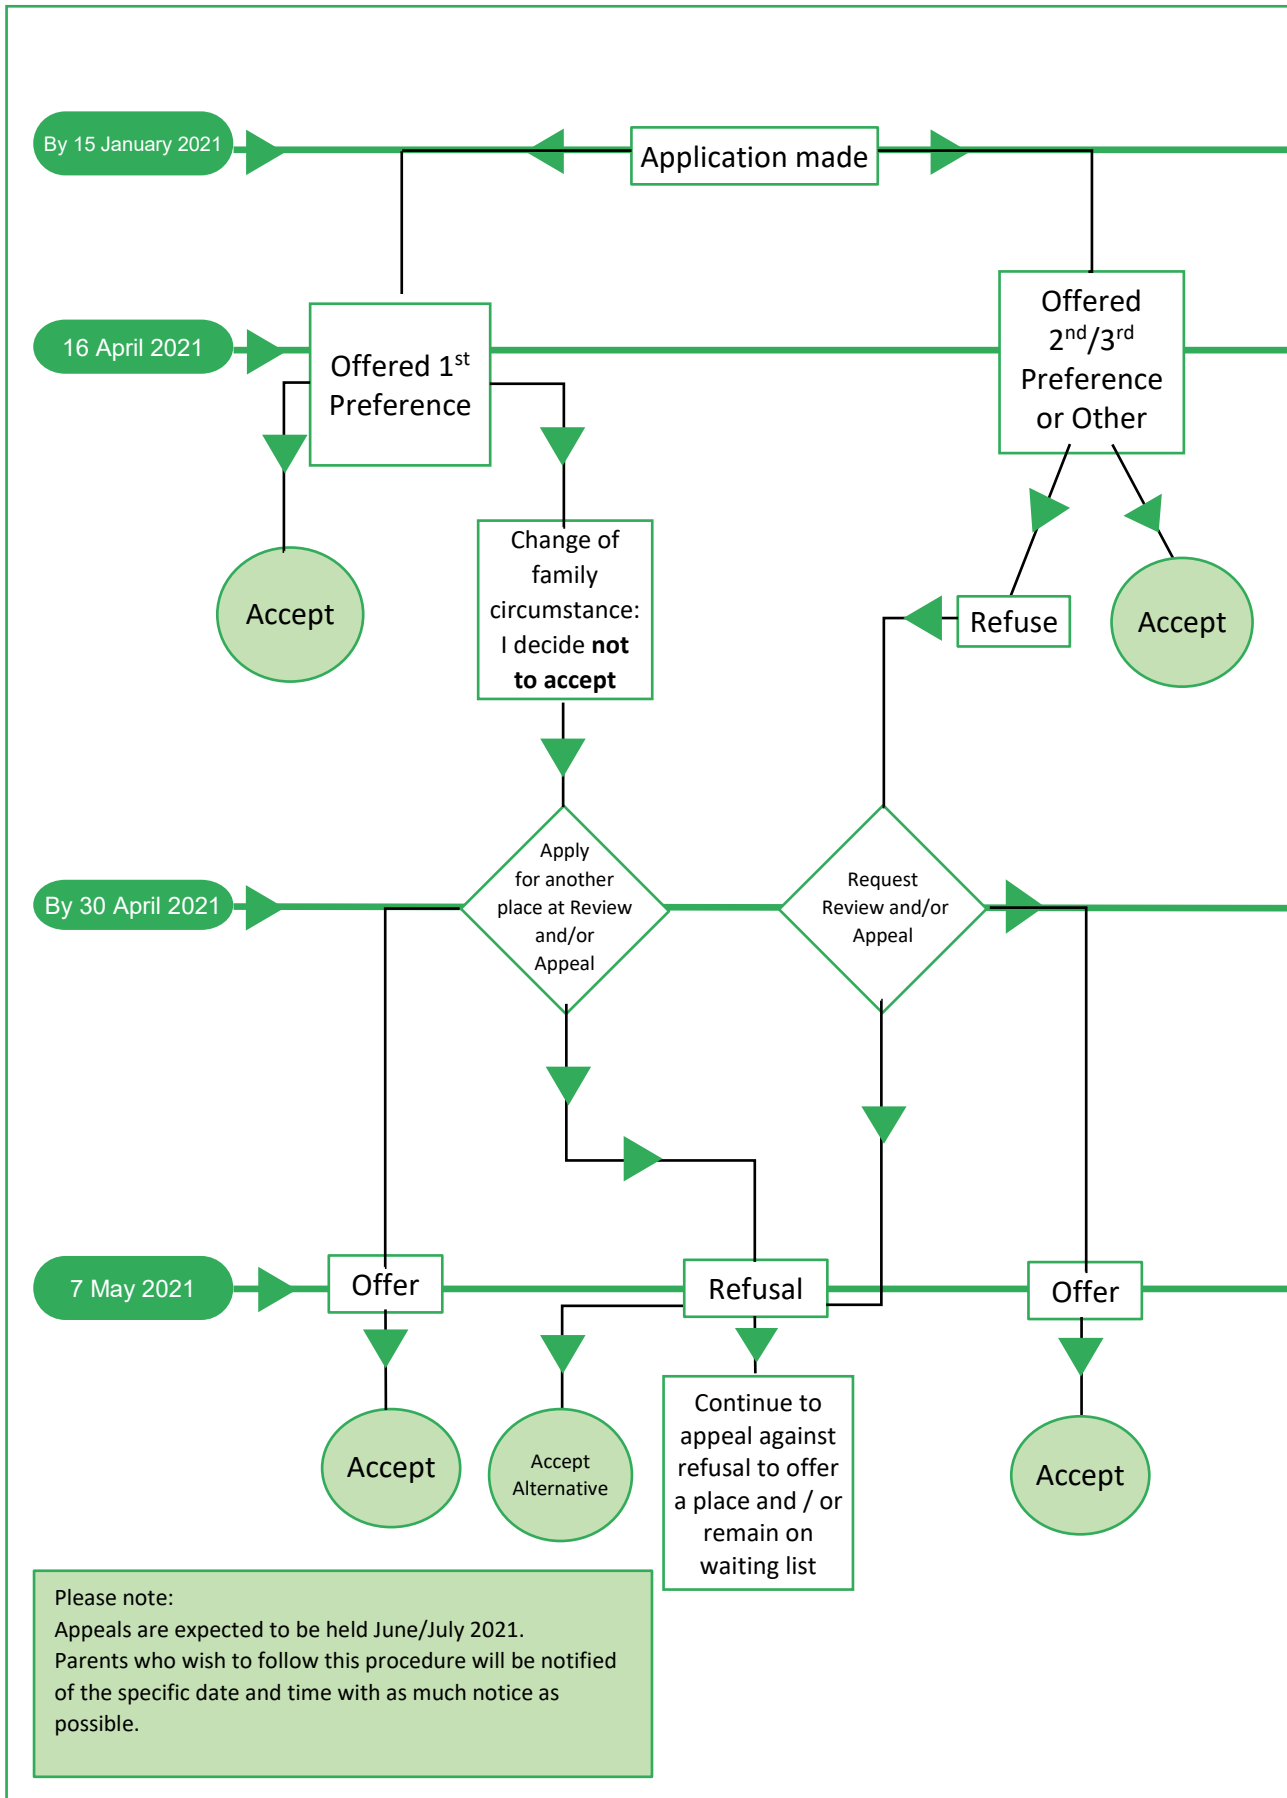 By 15 January 2021
Application made
16 April 2021
Offered 1st
Preference
Offered
2nd/3rd
Preference
or Other
Accept
Change of
family
circumstance:
I decide not
to accept
Refuse
Accept
By 30 April 2021
Apply
for another
place at Review
and/or
Appeal
Request
Review and/or
Appeal
7 May 2021
Offer
Refusal
Offer
Accept
Accept
Alternative
Continue to
appeal against
refusal to offer
a place and / or
remain on
waiting list
Accept
Please note:
Appeals are expected to be held June/July 2021.
Parents who wish to follow this procedure will be notified
of the specific date and time with as much notice as
possible.